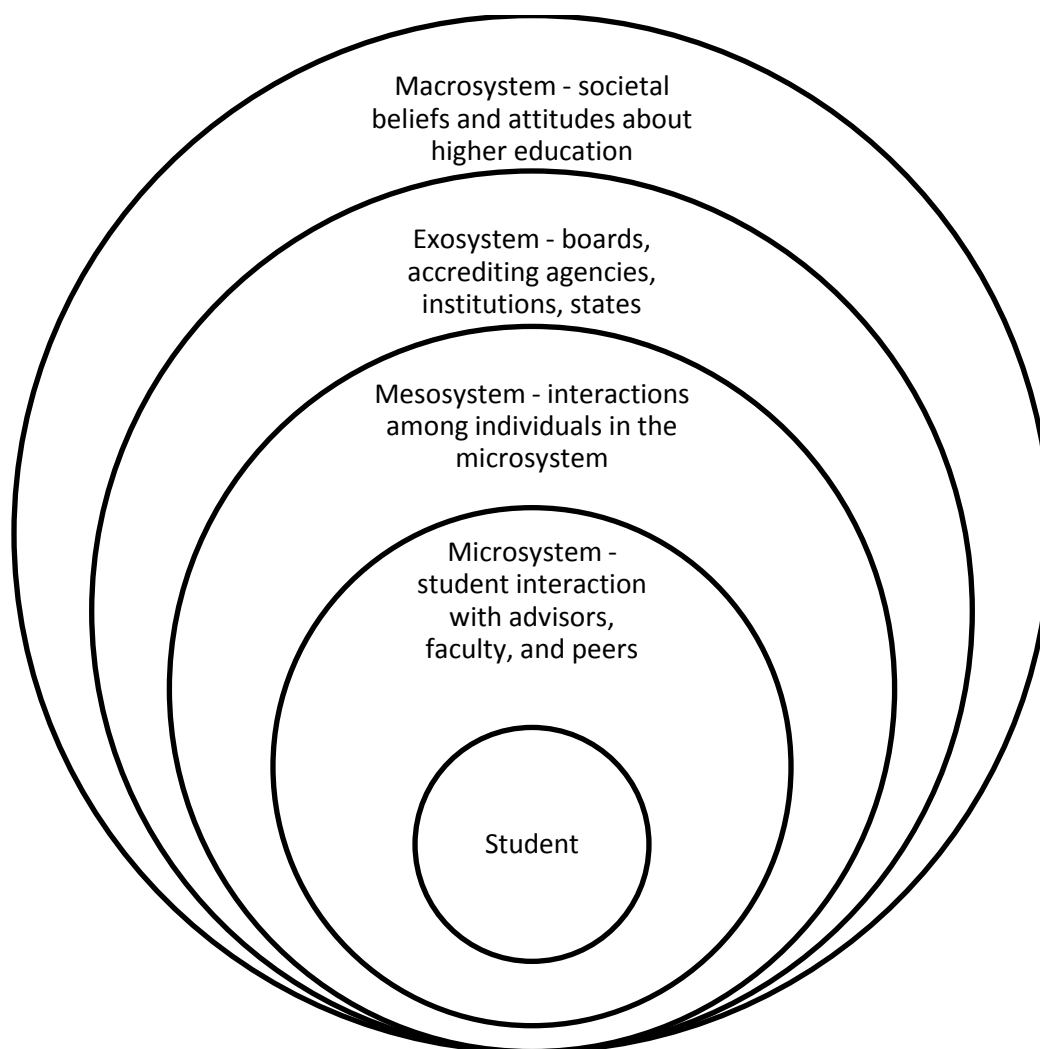 Macrosystem - societal
beliefs and attitudes about
higher education
Exosystem - boards,
accrediting agencies,
institutions, states
Mesosystem - interactions
among individuals in the
microsystem
Microsystem -
student interaction
with advisors,
faculty, and peers
Student